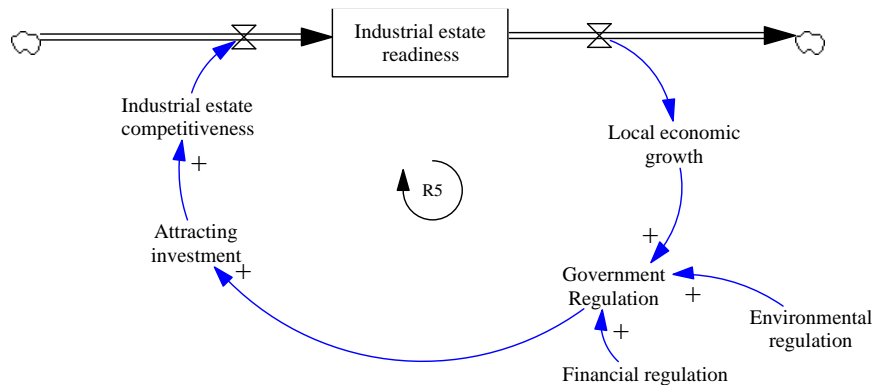 Industrial estate
readiness
Industrial estate
competitiveness
Local economic
growth
+
R5
Attracting
investment
+
+
Government
Regulation
+
Environmental
regulation
+
Financial regulation